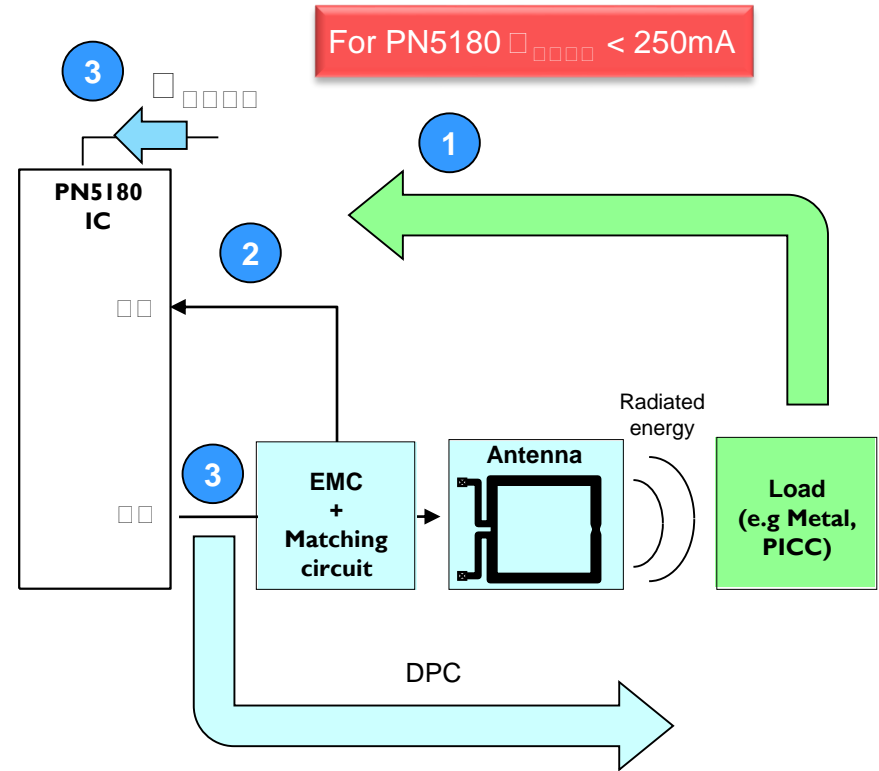 For PN5180 □□□□□ < 250mA
3
□□□□□
1
PN5180
IC
2
□□
Radiated
energy
3
EMC
+
Matching
circuit
Antenna
Load
(e.g Metal,
PICC)
□□
DPC